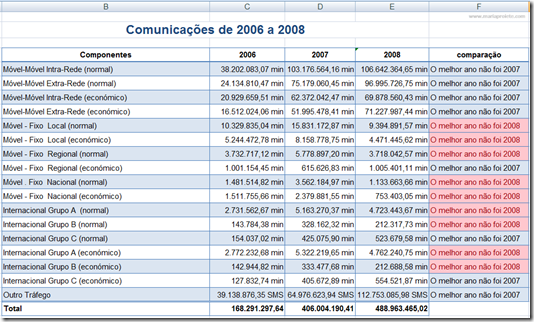 www.maisproxlo.com
B C D E F
Comunicações de 2006 a 2008
Componentes 2006 2007 2008 comparação
Móvel-Móvel Intra-Rede (normal) 38.202.083,07 min 103.176.564,16 min 106.642.364,65 min O melhor ano não foi 2007
Móvel-Móvel Extra-Rede (normal) 24.134.810,47 min 75.179.060,45 min 96.995.726,75 min O melhor ano não foi 2007
Móvel-Móvel Intra-Rede (económico) 20.929.659,51 min 62.372.042,47 min 69.878.560,43 min O melhor ano não foi 2007
Móvel-Móvel Extra-Rede (económico) 16.512.024,06 min 51.995.478,41 min 71.227.987,44 min O melhor ano não foi 2007
Móvel - Fixo Local (normal) 10.329.835,04 min 15.831.172,87 min 9.394.891,57 min O melhor ano não foi 2008
Móvel - Fixo Local (económico) 5.244.472,78 min 8.158.778,75 min 4.471.445,62 min O melhor ano não foi 2008
Móvel - Fixo Regional (normal) 3.732.717,12 min 5.778.897,20 min 3.718.042,57 min O melhor ano não foi 2008
Móvel - Fixo Regional (económico) 1.001.154,45 min 615.626,83 min 1.005.401,11 min O melhor ano não foi 2007
Móvel . Fixo Nacional (normal) 1.481.514,82 min 3.562.184,97 min 1.133.663,66 min O melhor ano não foi 2008
Móvel - Fixo Nacional (económico) 1.511.755,66 min 2.379.881,55 min 753.403,05 min O melhor ano não foi 2008
Internacional Grupo A (normal) 2.731.562,67 min 5.163.270,37 min 4.723.443,67 min O melhor ano não foi 2008
Internacional Grupo B (normal) 143.784,38 min 328.162,32 min 212.317,73 min O melhor ano não foi 2008
Internacional Grupo C (normal) 154.037,02 min 425.075,90 min 523.679,58 min O melhor ano não foi 2007
Internacional Grupo A (económico) 2.772.232,68 min 5.322.219,65 min 4.762.240,75 min O melhor ano não foi 2008
Internacional Grupo B (económico) 142.944,82 min 333.477,68 min 212.688,58 min O melhor ano não foi 2008
Internacional Grupo C (económico) 127.832,74 min 405.672,89 min 554.521,87 min O melhor ano não foi 2007
Outro Tráfego 39.138.876,35 SMS 64.976.623,94 SMS 112.753.085,98 SMS O melhor ano não foi 2007
Total 168.291.297,64 406.004.190,41 488.963.465,02